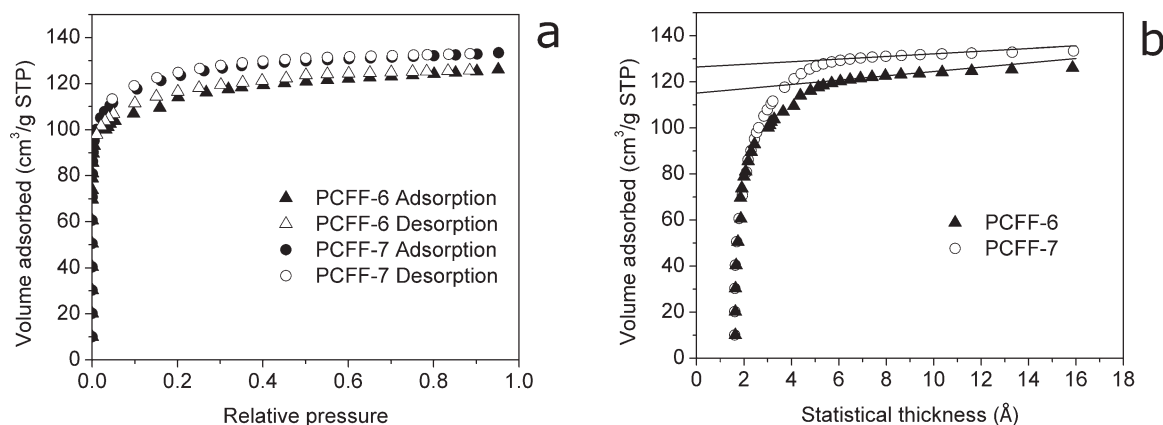 a
Volume adsorbed (cm³/g STP)
140
120
100
80
60
40
20
0
PCFF-6 Adsorption
PCFF-6 Desorption
PCFF-7 Adsorption
PCFF-7 Desorption
0.0 0.2 0.4 0.6 0.8 1.0
Relative pressure
b
Volume adsorbed (cm³/g STP)
140
120
100
80
60
40
20
0
PCFF-6
PCFF-7
0 2 4 6 8 10 12 14 16 18
Statistical thickness (Å)